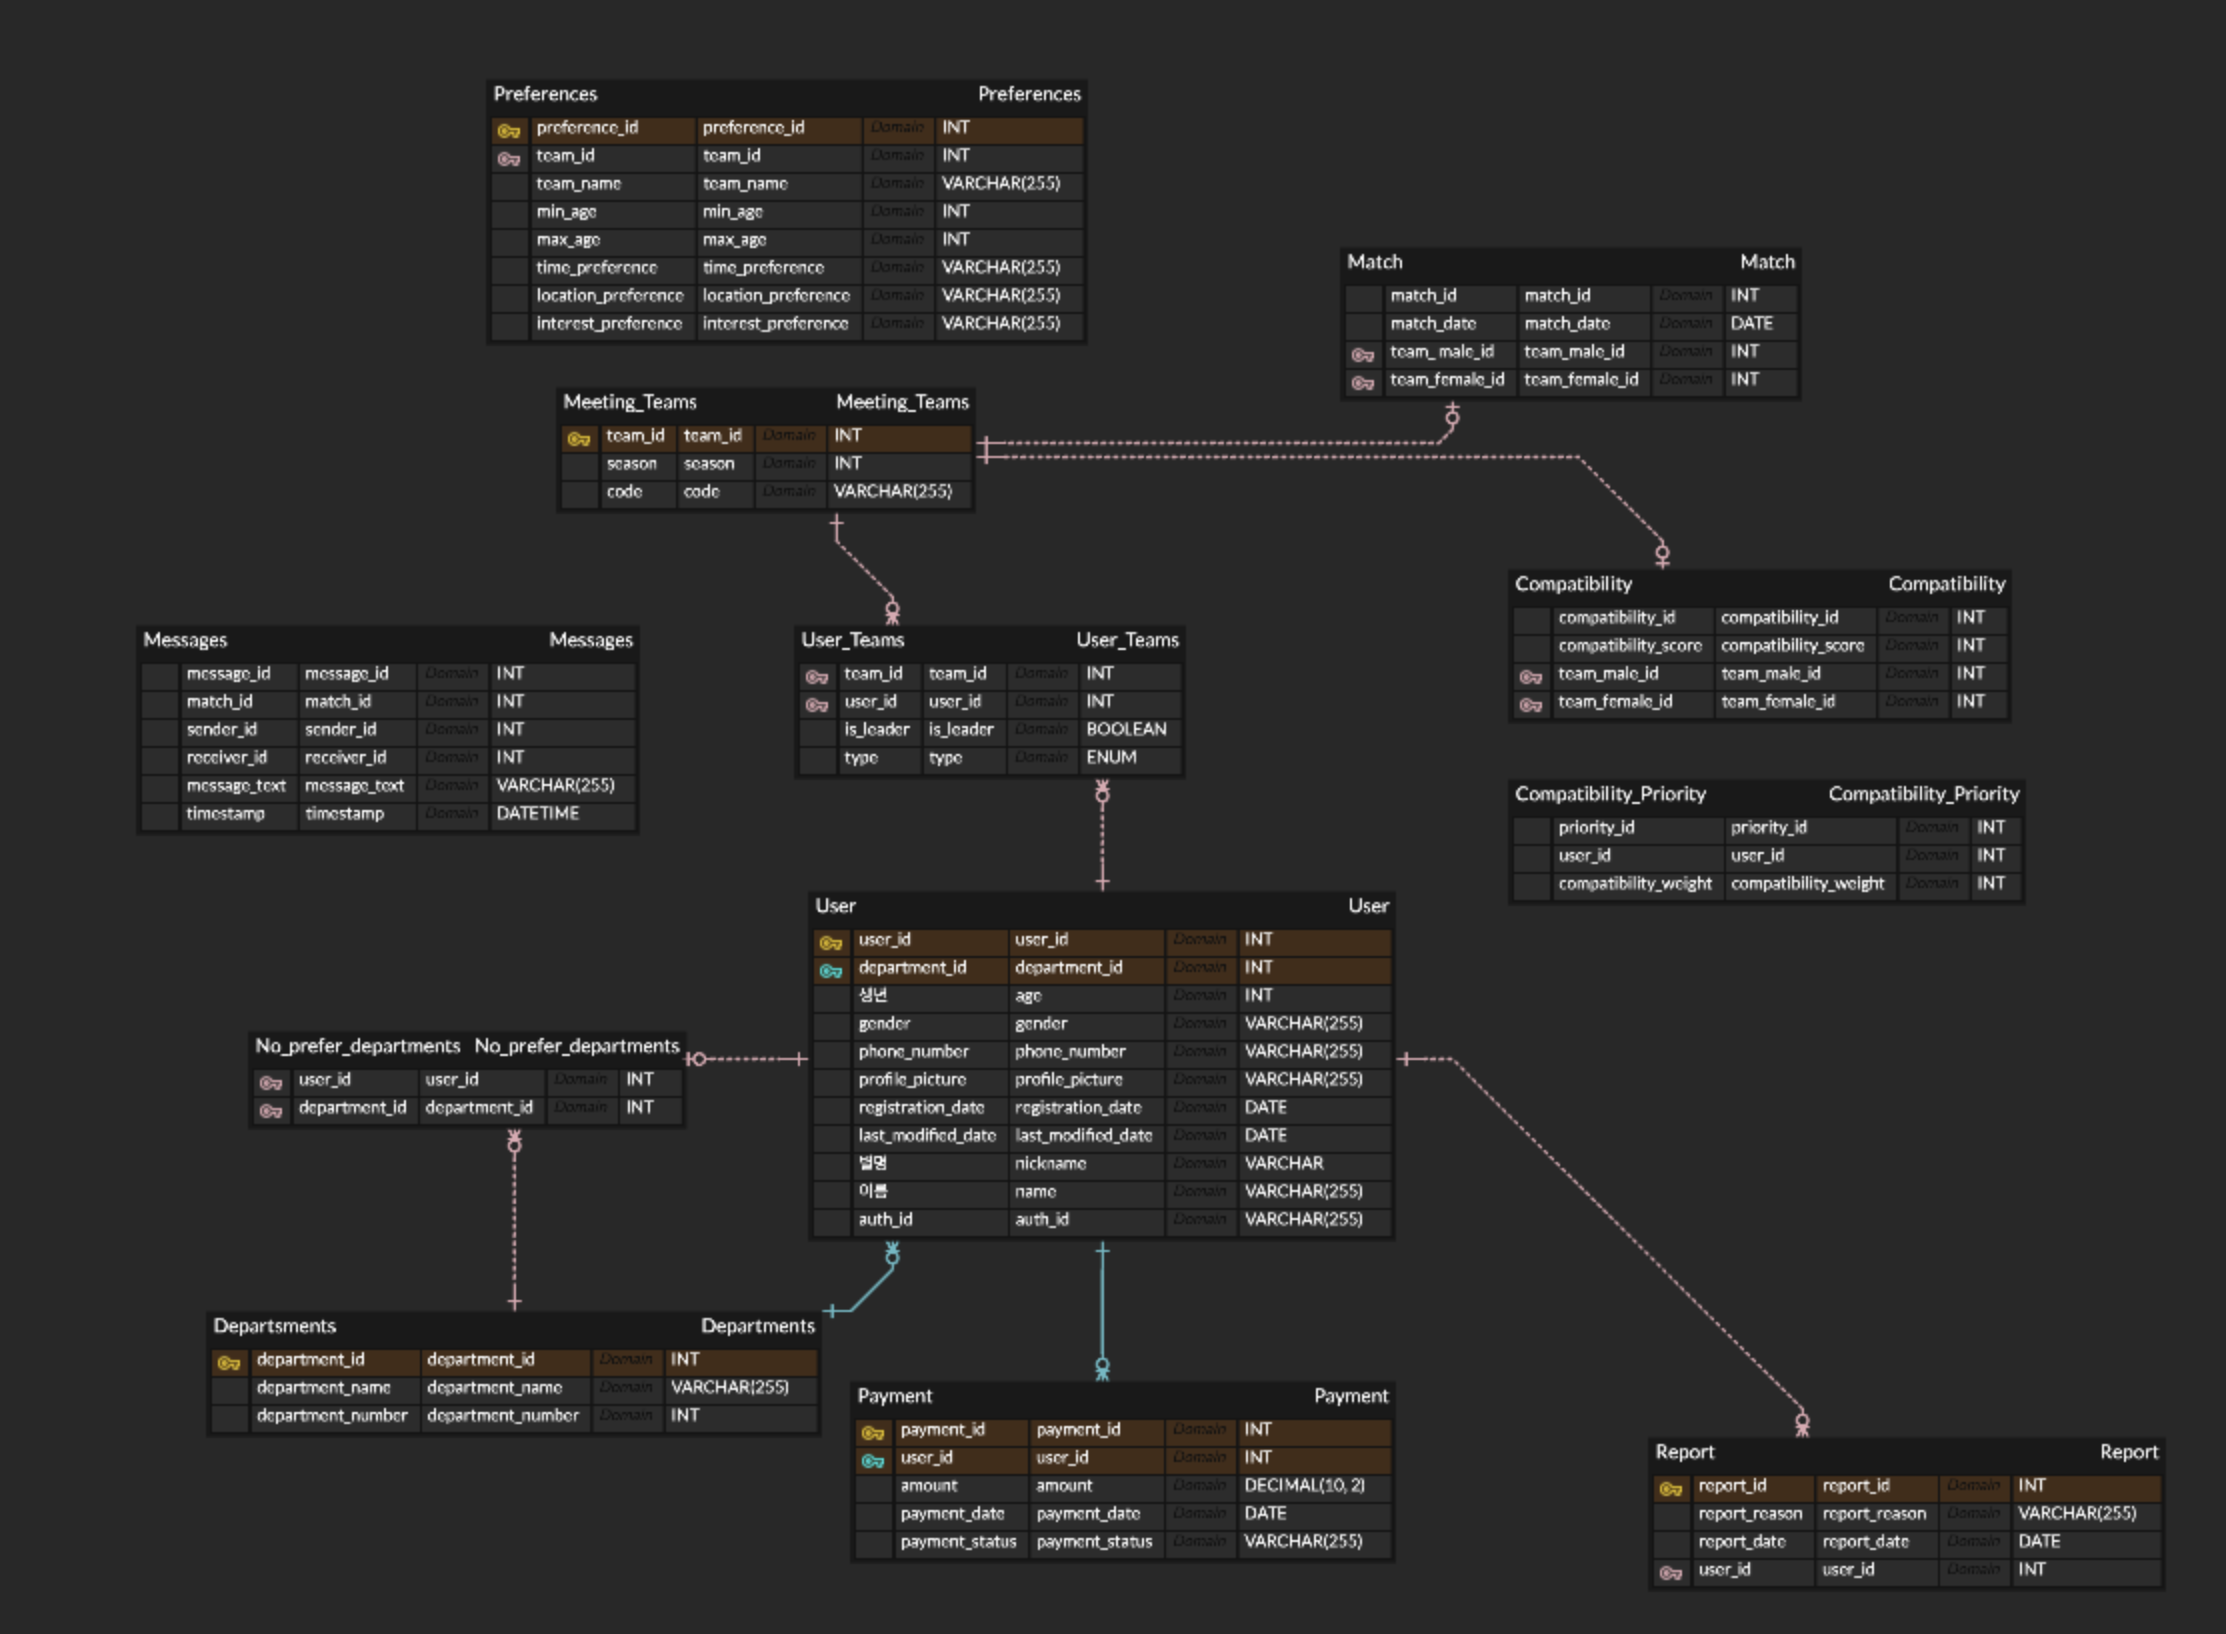 Preferences Preferences
preference_id preference_id Domain INT
team_id team_id Domain INT
team_name team_name Domain VARCHAR(255)
min_age min_age Domain INT
max_age max_age Domain INT
time_preference time_preference Domain VARCHAR(255)
location_preference location_preference Domain VARCHAR(255)
interest_preference interest_preference Domain VARCHAR(255)
Match Match
match_id match_id Domain INT
match_date match_date Domain DATE
team_ male_id team_male_id Domain INT
team_female_id team_female_id Domain INT
Meeting_Teams Meeting_Teams
team_id team_id Domain INT
season season Domain INT
code code Domain VARCHAR(255)
Compatibility Compatibility
compatibility_id compatibility_id Domain INT
compatibility_score compatibility_score Domain INT
team_male_id team_male_id Domain INT
team_female_id team_female_id Domain INT
Messages Messages
message_id message_id Domain INT
match_id match_id Domain INT
sender_id sender_id Domain INT
receiver_id receiver_id Domain INT
message_text message_text Domain VARCHAR(255)
timestamp timestamp Domain DATETIME
User_Teams User_Teams
team_id team_id Domain INT
user_id user_id Domain INT
is_leader is_leader Domain BOOLEAN
type type Domain ENUM
Compatibility_Priority Compatibility_Priority
priority_id priority_id Domain INT
user_id user_id Domain INT
compatibility_weight compatibility_weight Domain INT
User User
user_id user_id Domain INT
department_id department_id Domain INT
생년 age Domain INT
gender gender Domain VARCHAR(255)
phone_number phone_number Domain VARCHAR(255)
profile_picture profile_picture Domain VARCHAR(255)
registration_date registration_date Domain DATE
last_modified_date last_modified_date Domain DATE
별명 nickname Domain VARCHAR
이름 name Domain VARCHAR(255)
auth_id auth_id Domain VARCHAR(255)
No_prefer_departments No_prefer_departments
user_id user_id Domain INT
department_id department_id Domain INT
Departsments Departments
department_id department_id Domain INT
department_name department_name Domain VARCHAR(255)
department_number department_number Domain INT
Payment Payment
payment_id payment_id Domain INT
user_id user_id Domain INT
amount amount Domain DECIMAL(10, 2)
payment_date payment_date Domain DATE
payment_status payment_status Domain VARCHAR(255)
Report Report
report_id report_id Domain INT
report_reason report_reason Domain VARCHAR(255)
report_date report_date Domain DATE
user_id user_id Domain INT